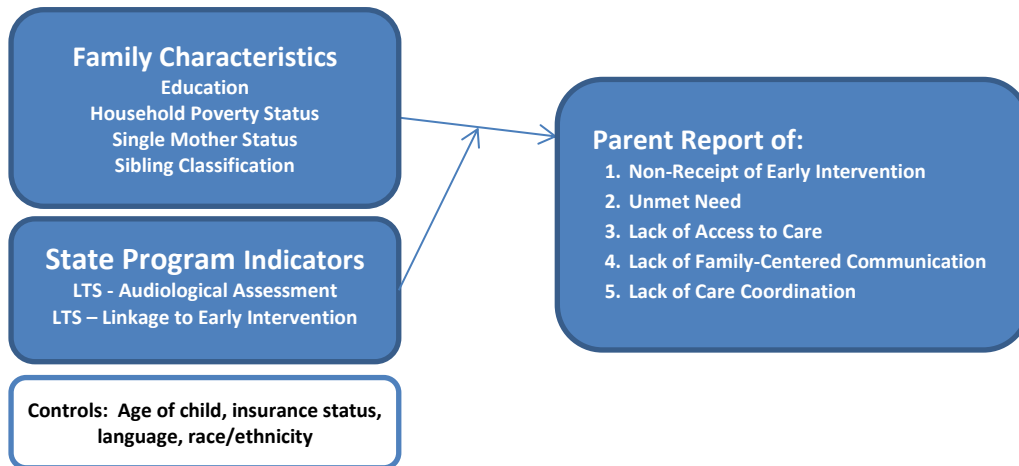 Family Characteristics
Education
Household Poverty Status
Single Mother Status
Sibling Classification
State Program Indicators
LTS - Audiological Assessment
LTS – Linkage to Early Intervention
Controls: Age of child, insurance status,
language, race/ethnicity
Parent Report of:
1. Non-Receipt of Early Intervention
2. Unmet Need
3. Lack of Access to Care
4. Lack of Family-Centered Communication
5. Lack of Care Coordination